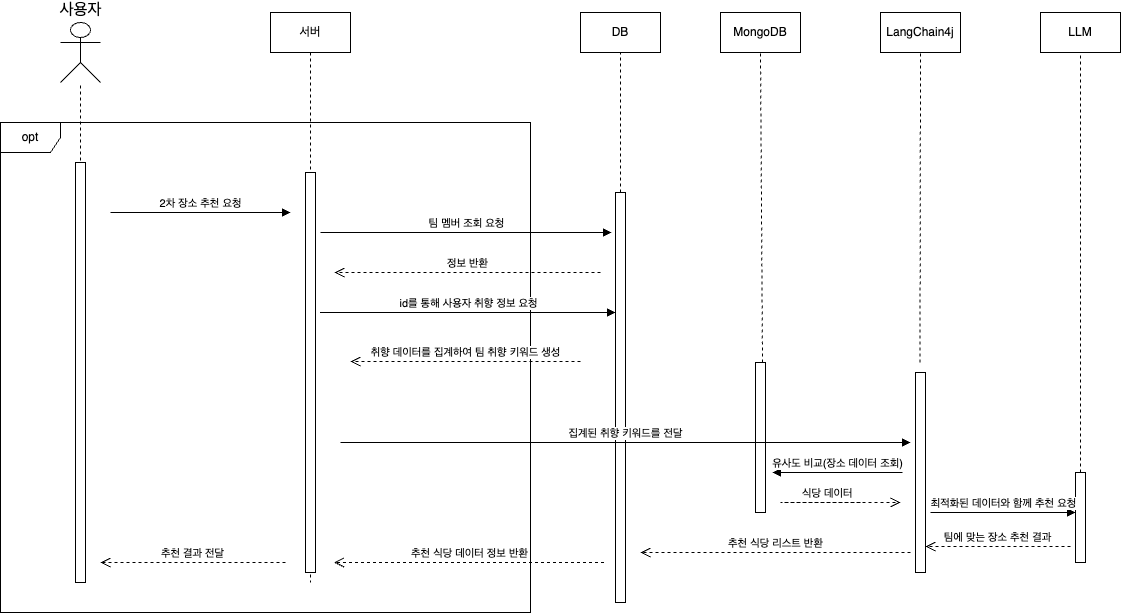 사용자
서버
DB
MongoDB
LangChain4j
LLM
opt
2차 장소 추천 요청
팀 멤버 조회 요청
정보 반환
id를 통해 사용자 취향 정보 요청
취향 데이터를 집계하여 팀 취향 키워드 생성
집계된 취향 키워드를 전달
유사도 비교(장소 데이터 조회)
식당 데이터
최적화된 데이터와 함께 추천 요청
팀에 맞는 장소 추천 결과
추천 식당 리스트 반환
추천 식당 데이터 정보 반환
추천 결과 전달